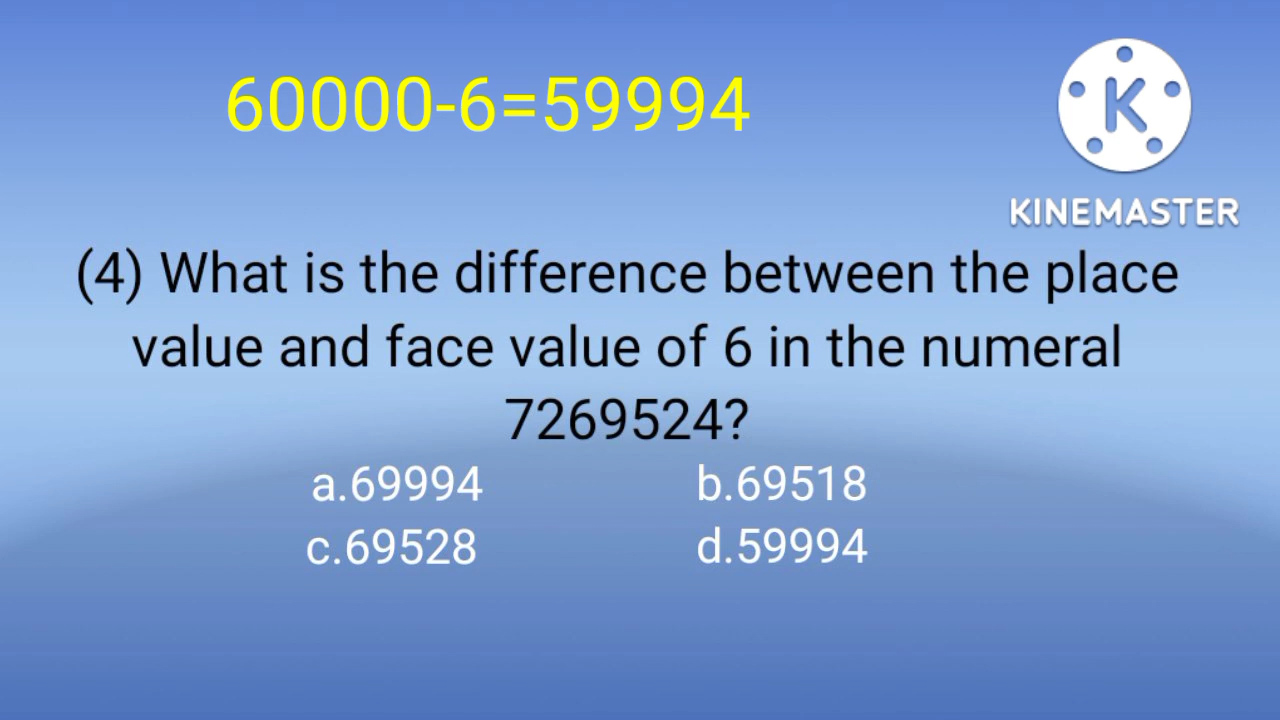 60000-6=59994
K
KINEMASTER
(4) What is the difference between the place
value and face value of 6 in the numeral
7269524?
a.69994 b.69518
c.69528 d.59994